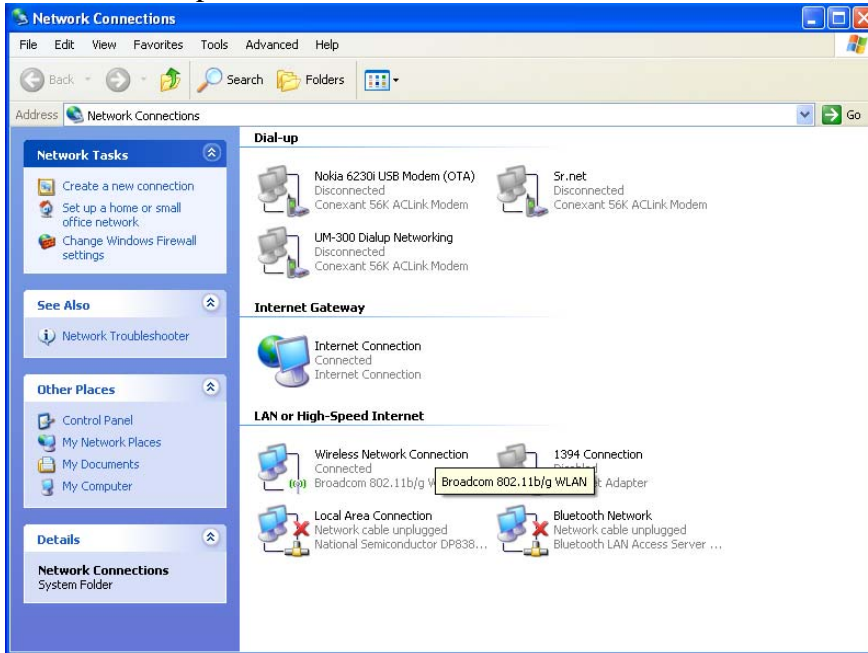 Network Connections
File Edit View Favorites Tools Advanced Help
Back Search Folders
Address Network Connections Go
Network Tasks
Create a new connection
Set up a home or small
office network
Change Windows Firewall
settings
See Also
Network Troubleshooter
Other Places
Control Panel
My Network Places
My Documents
My Computer
Details
Network Connections
System Folder
Dial-up
Nokia 6230i USB Modem (OTA)
Disconnected
Conexant 56K ACLink Modem
Sr.net
Disconnected
Conexant 56K ACLink Modem
UM-300 Dialup Networking
Disconnected
Conexant 56K ACLink Modem
Internet Gateway
Internet Connection
Connected
Internet Connection
LAN or High-Speed Internet
Wireless Network Connection
Connected
Broadcom 802.11b/g
Broadcom 802.11b/g WLAN
1394 Connection
Adapter
Local Area Connection
Network cable unplugged
National Semiconductor DP838...
Bluetooth Network
Network cable unplugged
Bluetooth LAN Access Server ...